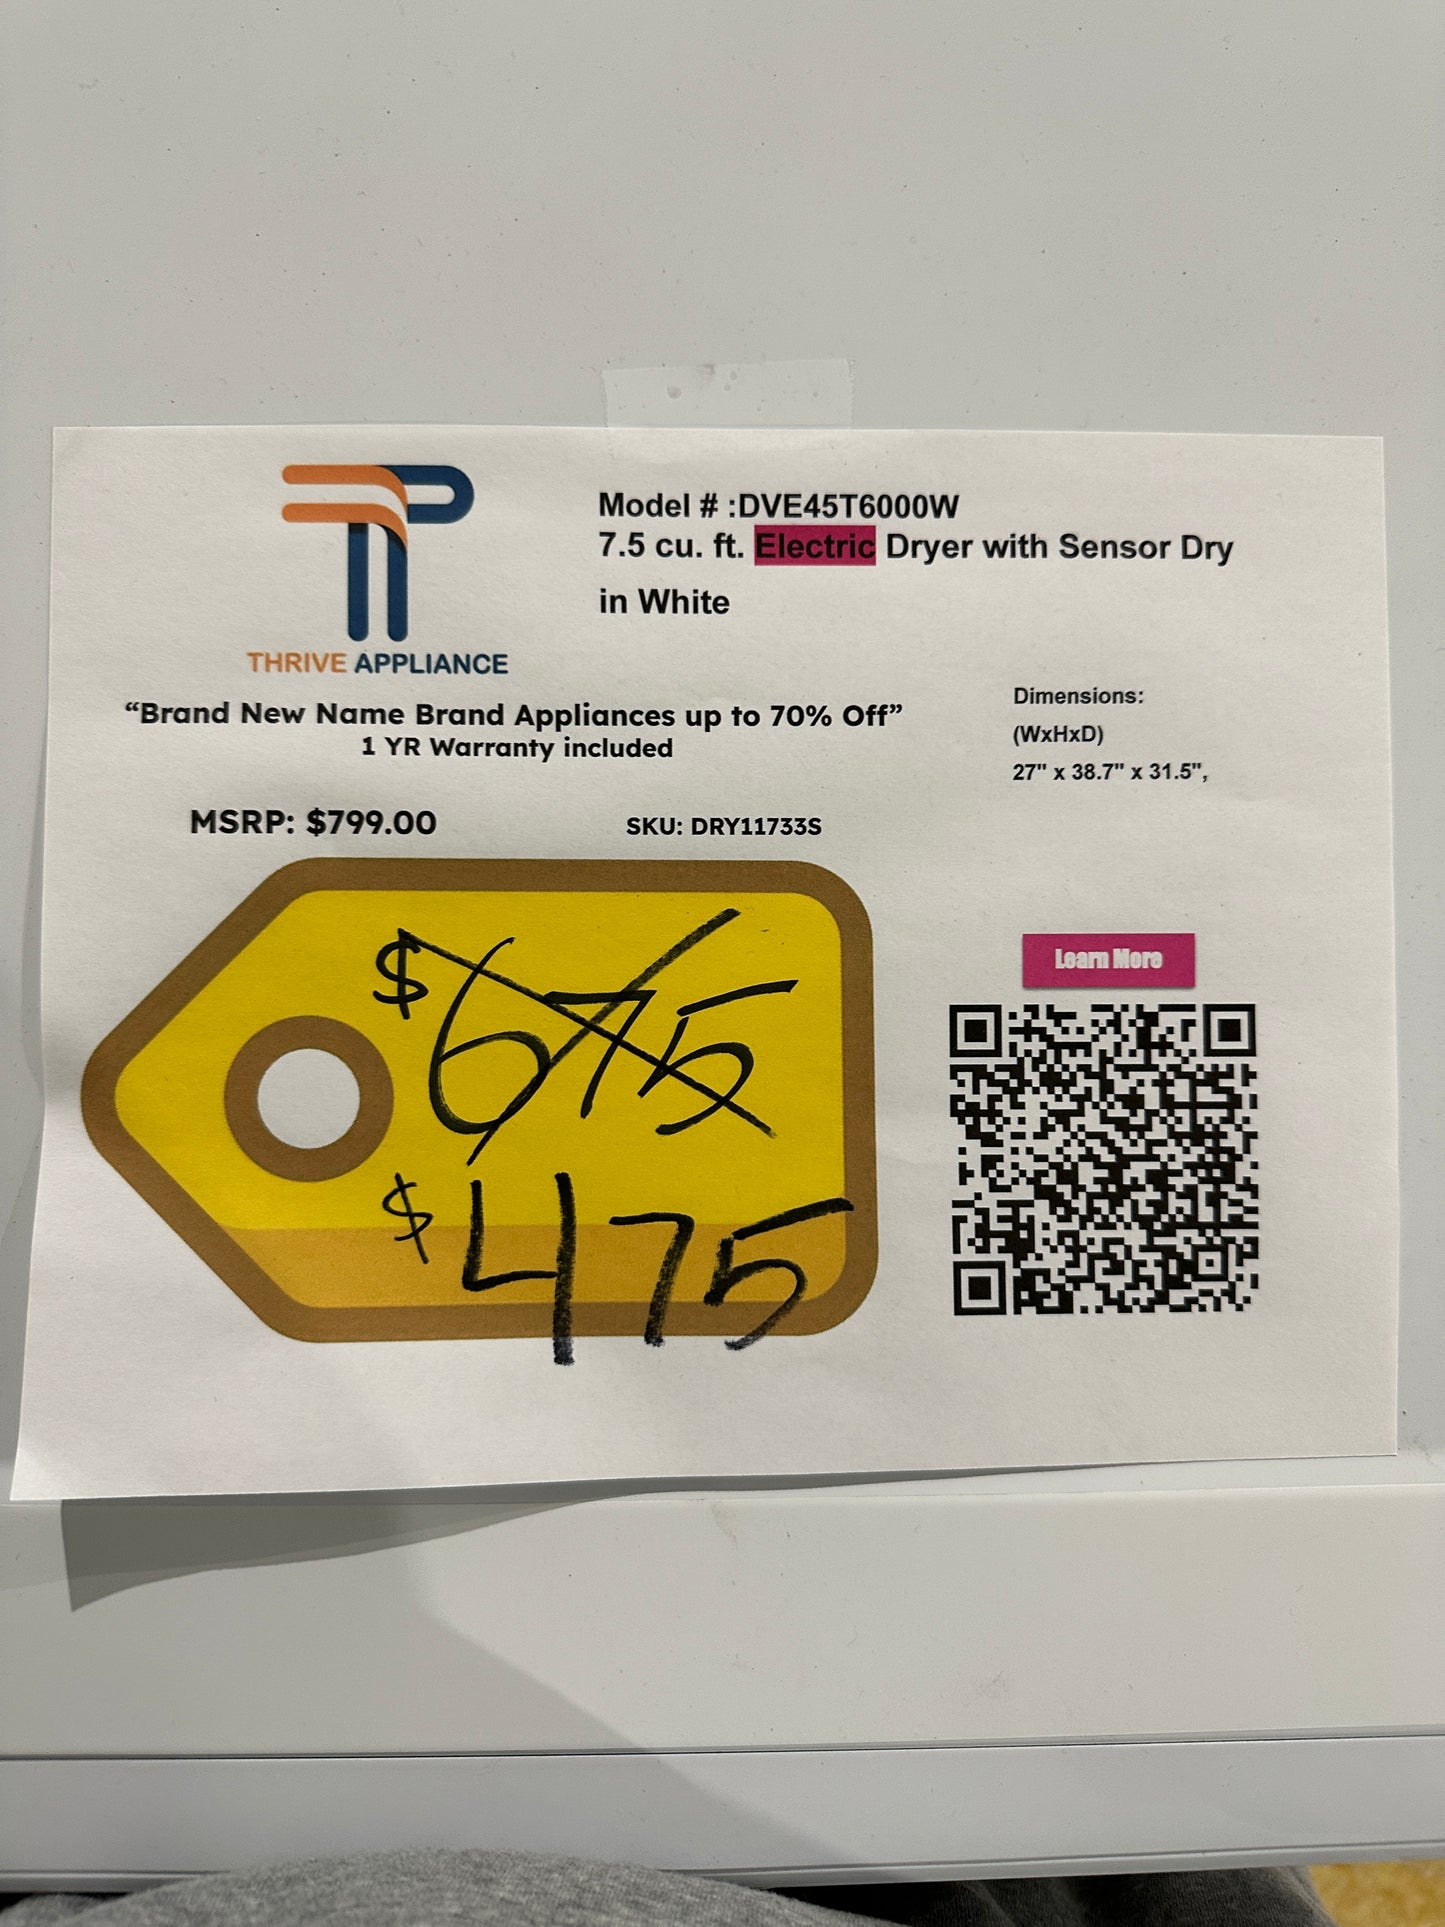 Model # :DVE45T6000W
7.5 cu. ft. Electric Dryer with Sensor Dry
in White
THRIVE APPLIANCE
“Brand New Name Brand Appliances up to 70% Off”
1 YR Warranty included
Dimensions:
(WxHxD)
27" x 38.7" x 31.5",
MSRP: $799.00
SKU: DRY11733S
$675
$475
Learn More